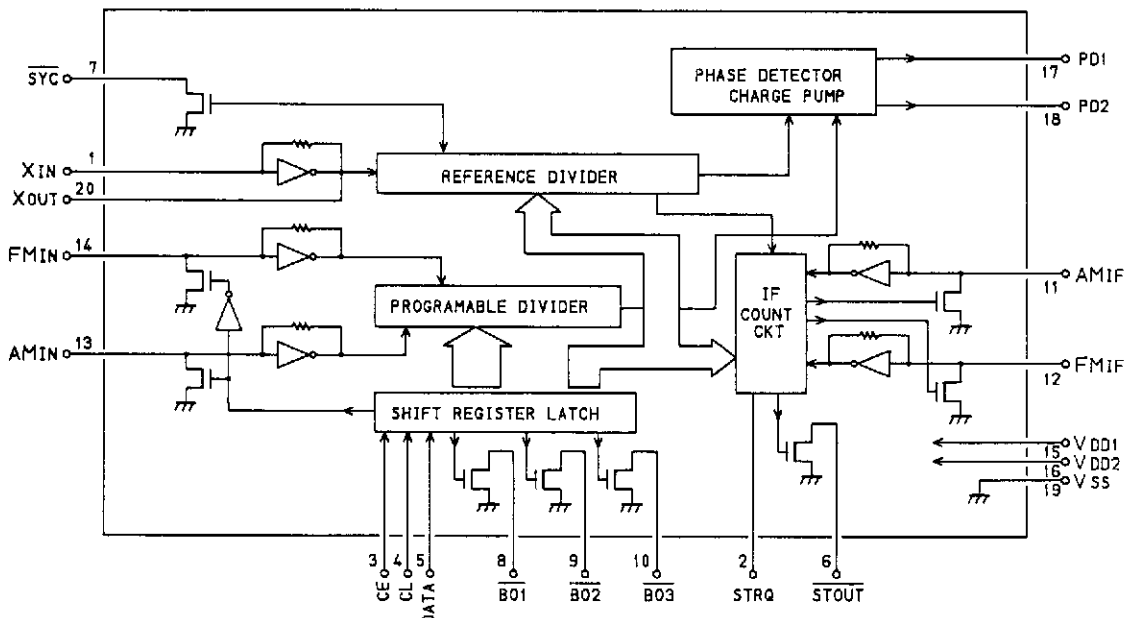 7
SYC
1
XIN
20
XOUT
14
FMIN
13
AMIN
PHASE DETECTOR
CHARGE PUMP
PD1
17
PD2
18
REFERENCE DIVIDER
PROGRAMABLE DIVIDER
SHIFT REGISTER LATCH
IF
COUNT
CKT
AMIF
11
FMIF
12
VDD1
15
VDD2
16
VSS
19
3
CE
4
CL
5
DATA
8
BO1
9
BO2
10
BO3
2
STRQ
6
STOUT